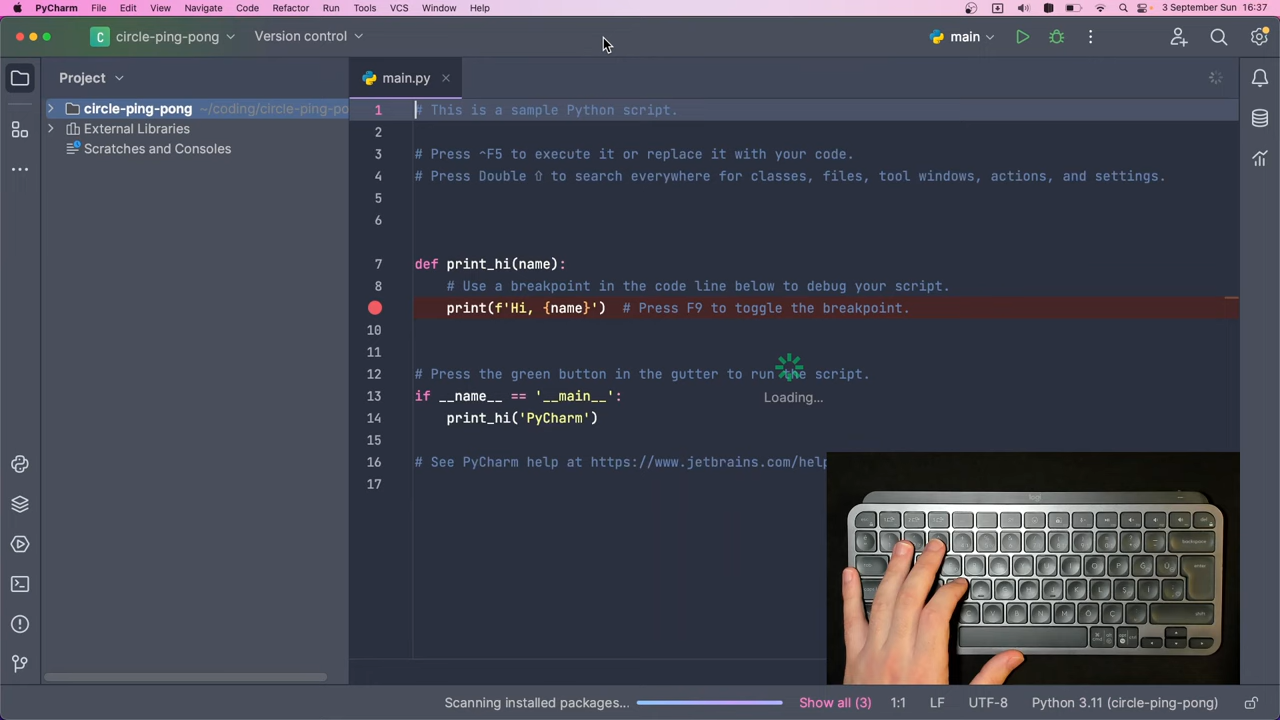 PyCharm File Edit View Navigate Code Refactor Run Tools VCS Window Help 3 September Sun 16:37
C circle-ping-pong Version control main
Project main.py
circle-ping-pong ~/coding/circle-ping-po
External Libraries
Scratches and Consoles
1 # This is a sample Python script.
2
3 # Press ⌃F5 to execute it or replace it with your code.
4 # Press Double ⇧ to search everywhere for classes, files, tool windows, actions, and settings.
5
6
7 def print_hi(name):
8 # Use a breakpoint in the code line below to debug your script.
print(f'Hi, {name}') # Press F9 to toggle the breakpoint.
10
11
12 # Press the green button in the gutter to run the script.
Loading...
13 if __name__ == '__main__':
14 print_hi('PyCharm')
15
16 # See PyCharm help at https://www.jetbrains.com/help
17
logi
backspace
enter
shift
Scanning installed packages... Show all (3) 1:1 LF UTF-8 Python 3.11 (circle-ping-pong)